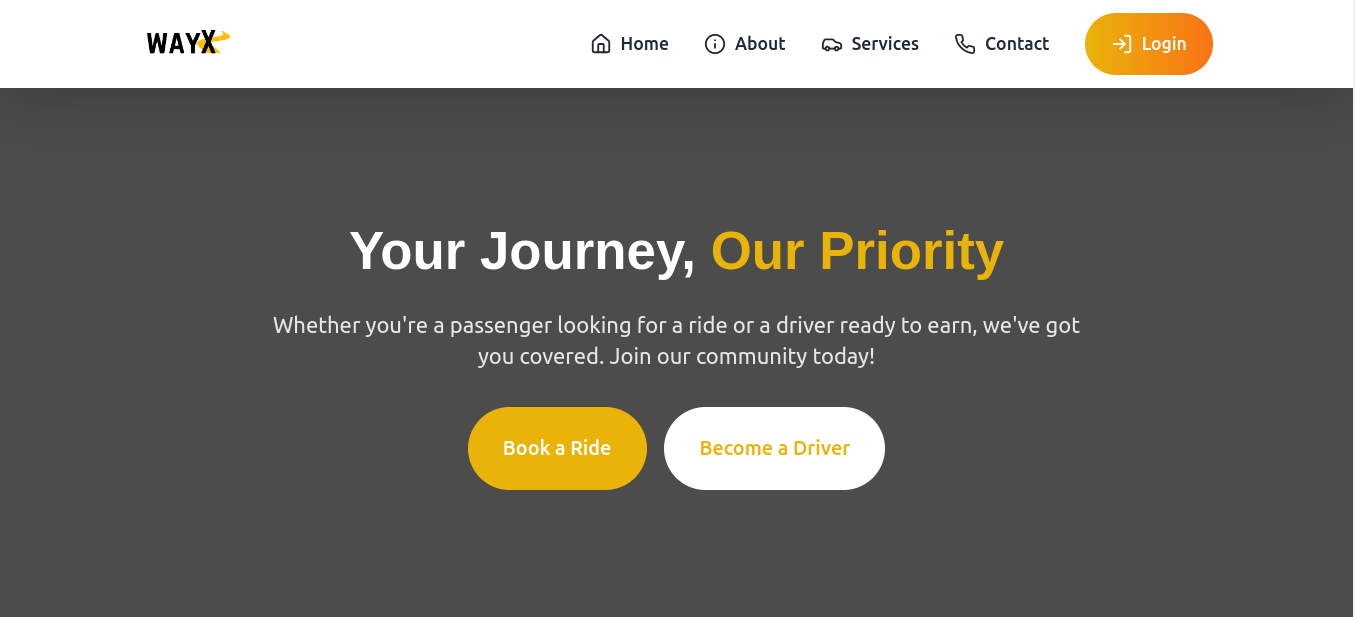 WAYX
Home
About
Services
Contact
Login
Your Journey, Our Priority
Whether you're a passenger looking for a ride or a driver ready to earn, we've got
you covered. Join our community today!
Book a Ride
Become a Driver